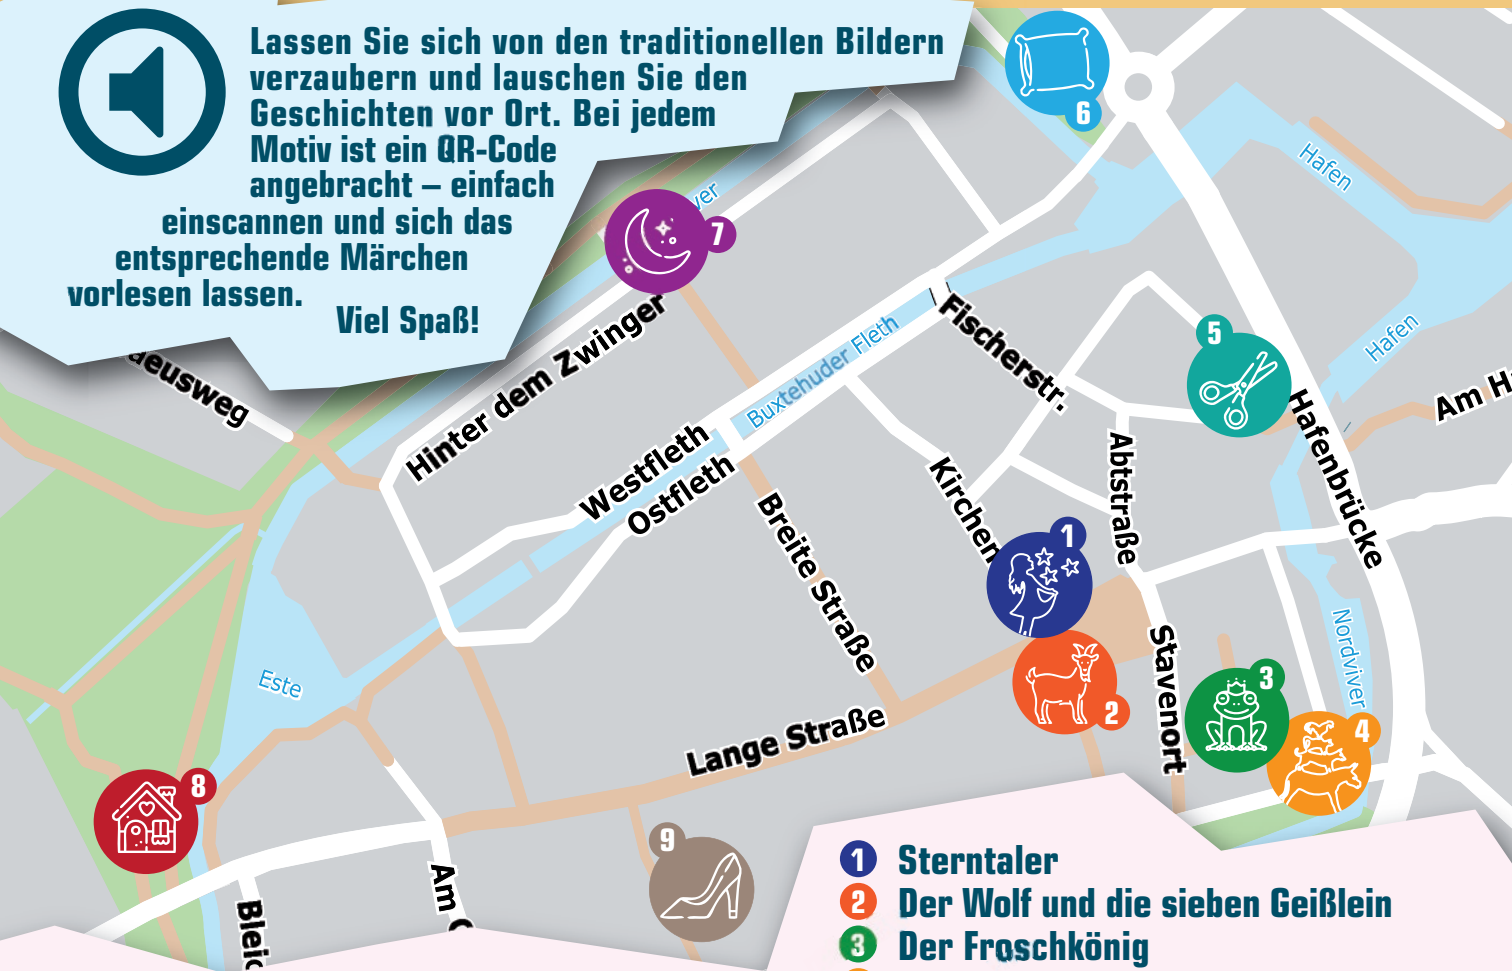 Lassen Sie sich von den traditionellen Bildern
verzaubern und lauschen Sie den
Geschichten vor Ort. Bei jedem
Motiv ist ein QR-Code
angebracht – einfach
einscannen und sich das
entsprechende Märchen
vorlesen lassen.
Viel Spaß!
6
Hafen
7
Hinter dem Zwinger
Buxtehuder Fleth
Fischerstr.
5
Hafen
Am
Hafenbrücke
Westfleth
Ostfleth
Abtstraße
Kirchen
Breite Straße
1
2
Stavenort
Nordviver
3
4
Este
Lange Straße
8
9
Am
1 Sterntaler
2 Der Wolf und die sieben Geißlein
3 Der Froschkönig